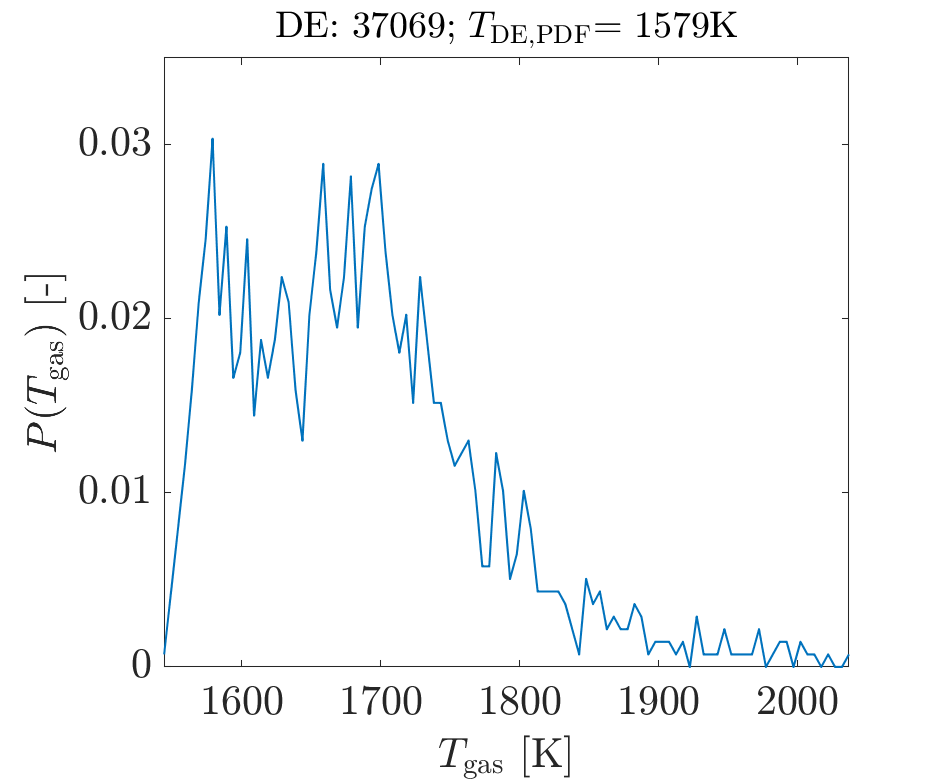 DE: 37069; T_DE,PDF= 1579K
0.03
0.02
0.01
0
P(T_gas) [-]
1600 1700 1800 1900 2000
T_gas [K]